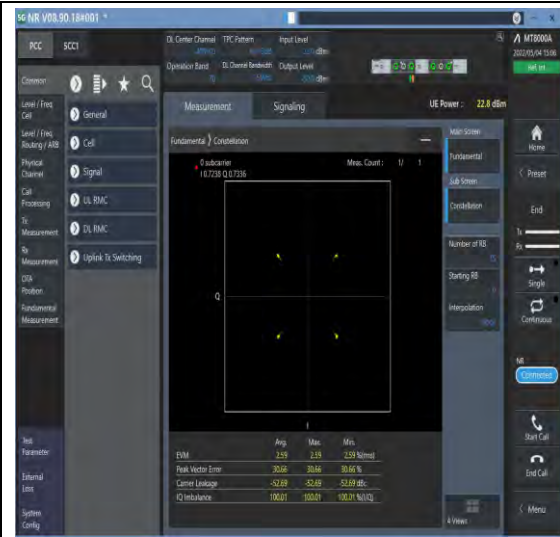 5G NR V08.90.18#001 *
PCC SCC1
DL Center Channel TPC Pattern Input Level
Operation Band DL Channel Bandwidth Output Level
MT8000A
2022/05/04 15:06
Common
Level / Freq
Cell
Level / Freq
Routing / ARB
Physical
Channel
Call
Processing
Tx
Measurement
Rx
Measurement
OTA
Position
Fundamental
Measurement
Test
Parameter
External
Loss
System
Config
General
Cell
Signal
UL RMC
DL RMC
Uplink Tx Switching
Measurement Signaling UE Power : 22.8 dBm
Fundamental Constellation
0 subcarrier Meas. Count : 1/ 1
I 0.7238 Q 0.7336
Q
I
Avg. Max. Min.
EVM 2.59 2.59 2.59 %(rms)
Peak Vector Error 30.66 30.66 30.66 %
Carrier Leakage -52.69 -52.69 -52.69 dBc
IQ Imbalance 100.01 100.01 100.01 %(I/Q)
Main Screen
Fundamental
Sub Screen
Constellation
Number of RB
Starting RB
Interpolation
4 Views
Home
Preset
End
Tx
Rx
Single
Continuous
NR
Connected
Start Call
End Call
Menu